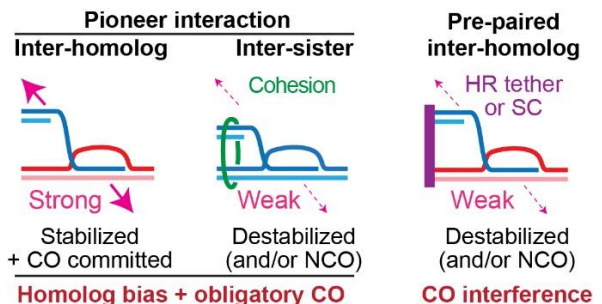 Pioneer interaction
Inter-homolog
Inter-sister
Cohesion
Strong
Weak
Stabilized
+ CO committed
Destabilized
(and/or NCO)
Homolog bias + obligatory CO
Pre-paired
inter-homolog
HR tether
or SC
Weak
Destabilized
(and/or NCO)
CO interference